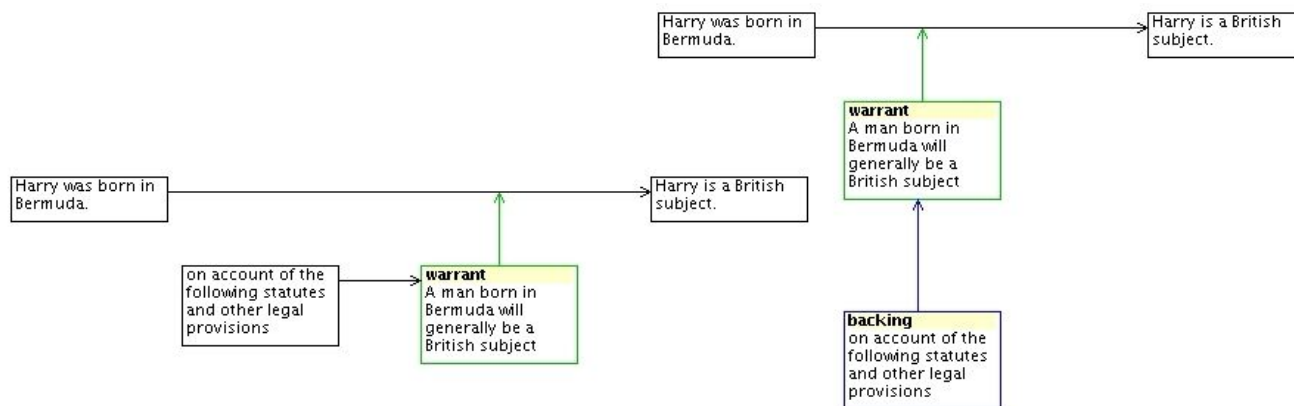 Harry was born in
Bermuda.
Harry is a British
subject.
on account of the
following statutes
and other legal
provisions
warrant
A man born in
Bermuda will
generally be a
British subject
Harry was born in
Bermuda.
Harry is a British
subject.
warrant
A man born in
Bermuda will
generally be a
British subject
backing
on account of the
following statutes
and other legal
provisions